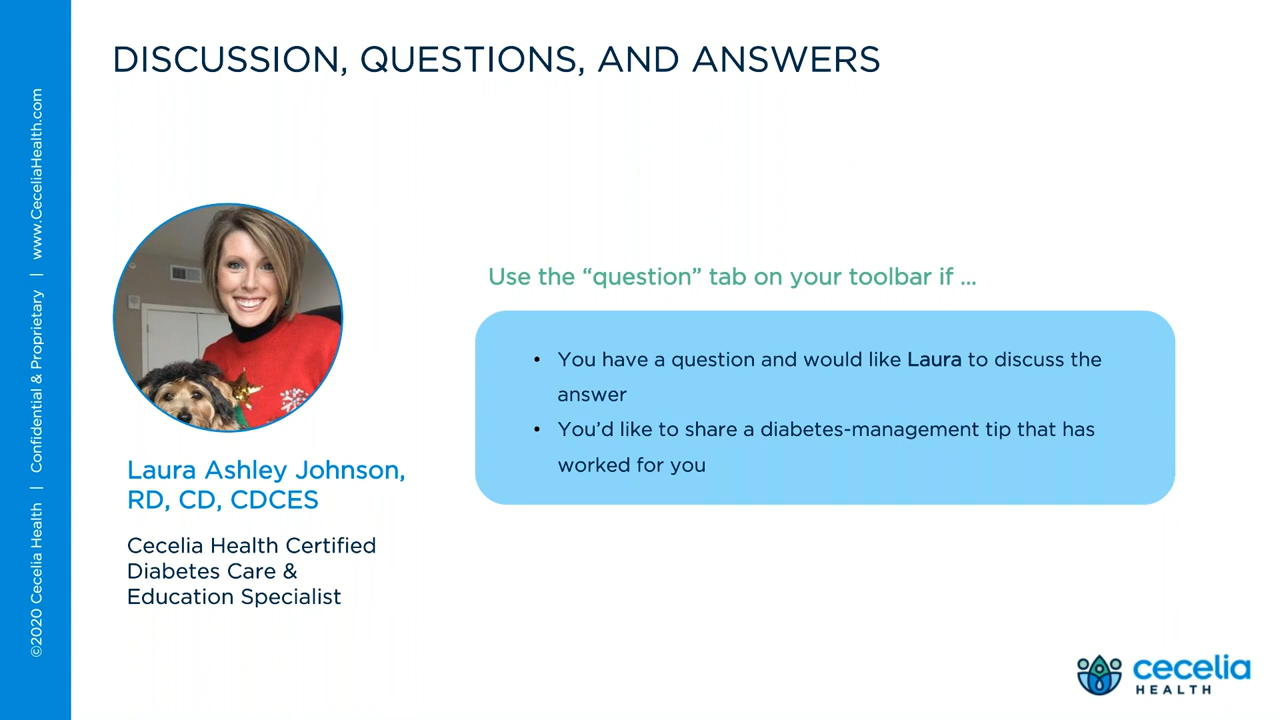 DISCUSSION, QUESTIONS, AND ANSWERS
©2020 Cecelia Health | Confidential & Proprietary | www.CeceliaHealth.com
Laura Ashley Johnson,
RD, CD, CDCES
Cecelia Health Certified
Diabetes Care &
Education Specialist
Use the “question” tab on your toolbar if ...
• You have a question and would like Laura to discuss the
answer
• You’d like to share a diabetes-management tip that has
worked for you
cecelia
HEALTH